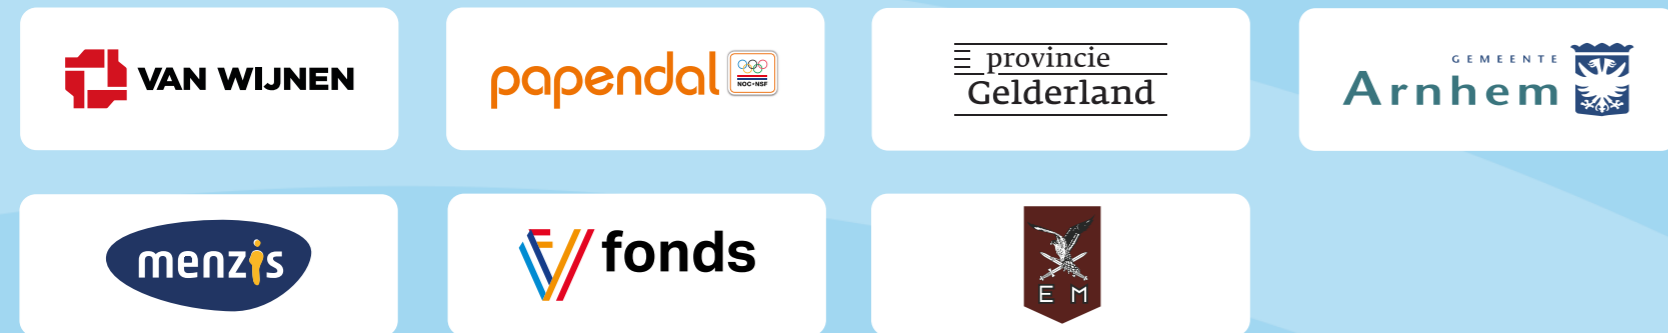 VAN WIJNEN
papendal
NOC*NSF
provincie
Gelderland
GEMEENTE
Arnhem
menzis
V fonds
E M